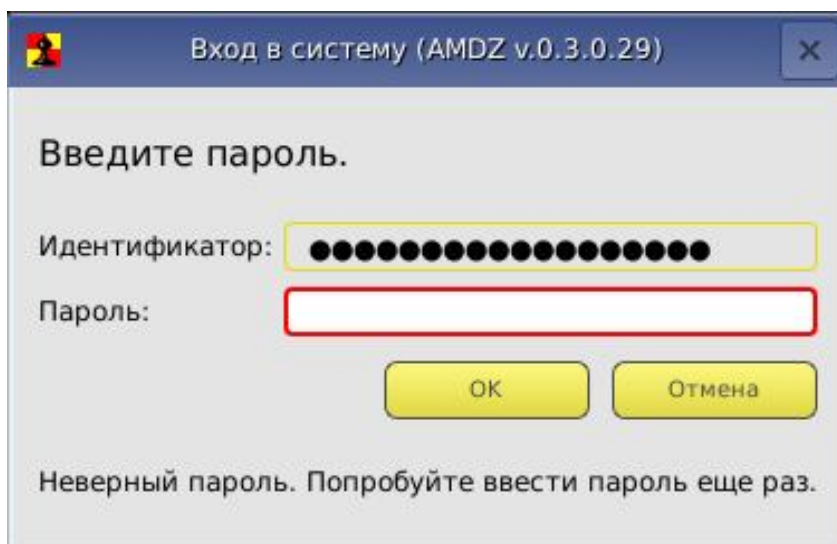 Вход в систему (AMDZ v.0.3.0.29)
Введите пароль.
Идентификатор: ●●●●●●●●●●●●●●●●●●
Пароль:
OK Отмена
Неверный пароль. Попробуйте ввести пароль еще раз.